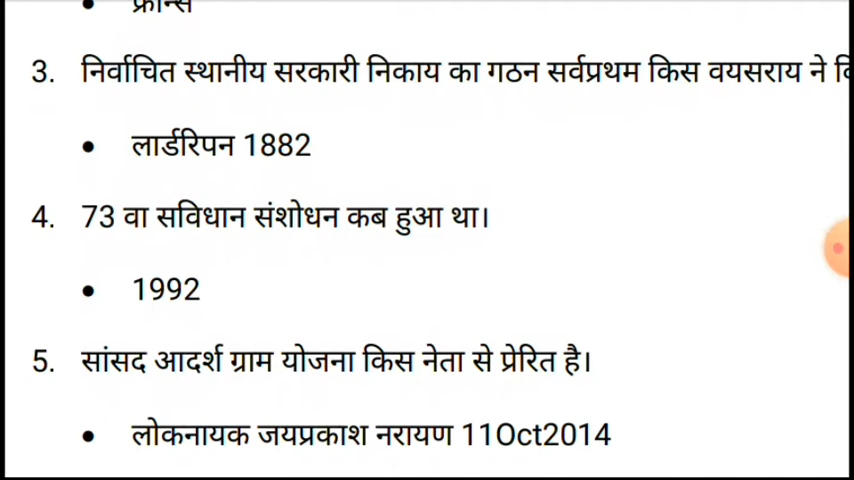 • फ्रान्स
3. निर्वाचित स्थानीय सरकारी निकाय का गठन सर्वप्रथम किस वयसराय ने
• लार्डरिपन 1882
4. 73 वा सविधान संशोधन कब हुआ था।
• 1992
5. सांसद आदर्श ग्राम योजना किस नेता से प्रेरित है।
• लोकनायक जयप्रकाश नरायण 11Oct2014